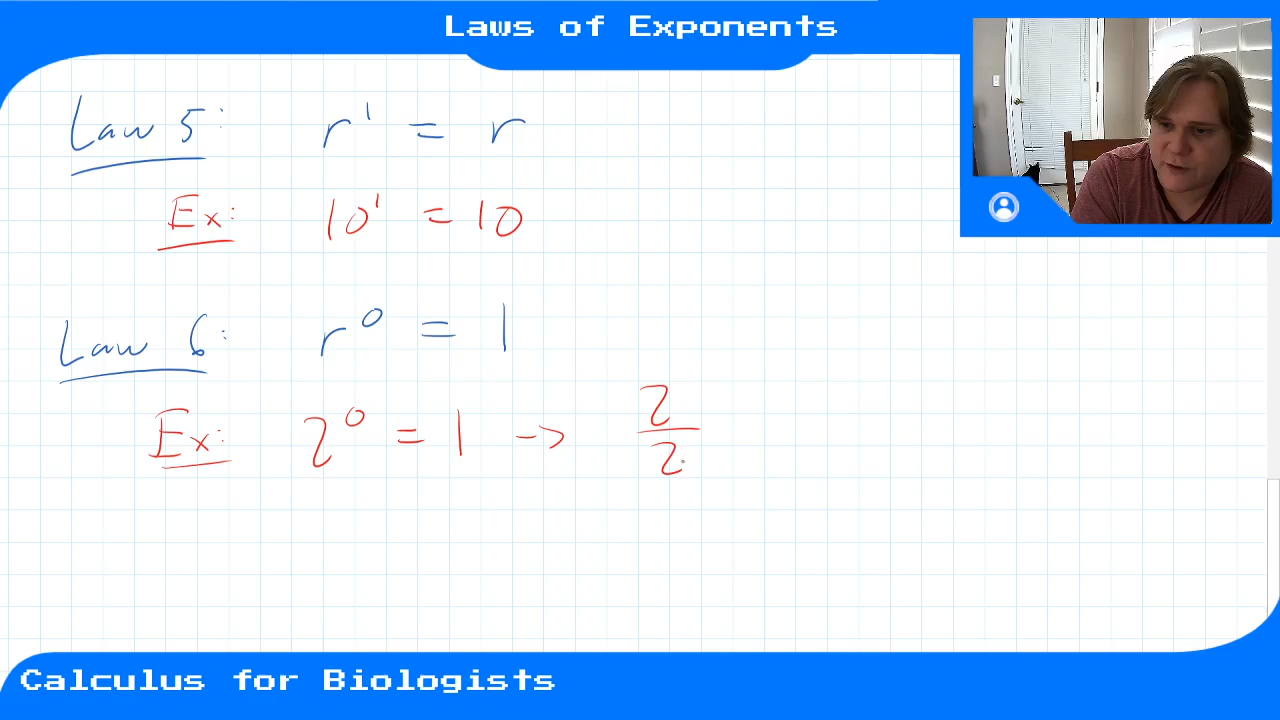 Laws of Exponents
Law 5: r¹ = r
Ex: 10¹ = 10
Law 6: r⁰ = 1
Ex: 2⁰ = 1 → 2/2
Calculus for Biologists